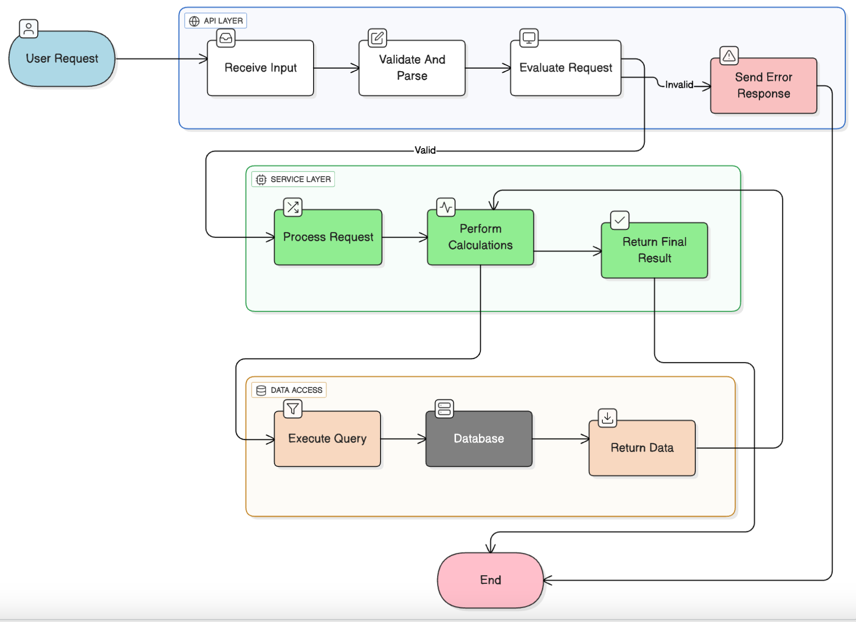 API LAYER
User Request
Receive Input
Validate And
Parse
Evaluate Request
Invalid
Send Error
Response
Valid
SERVICE LAYER
Process Request
Perform
Calculations
Return Final
Result
DATA ACCESS
Execute Query
Database
Return Data
End